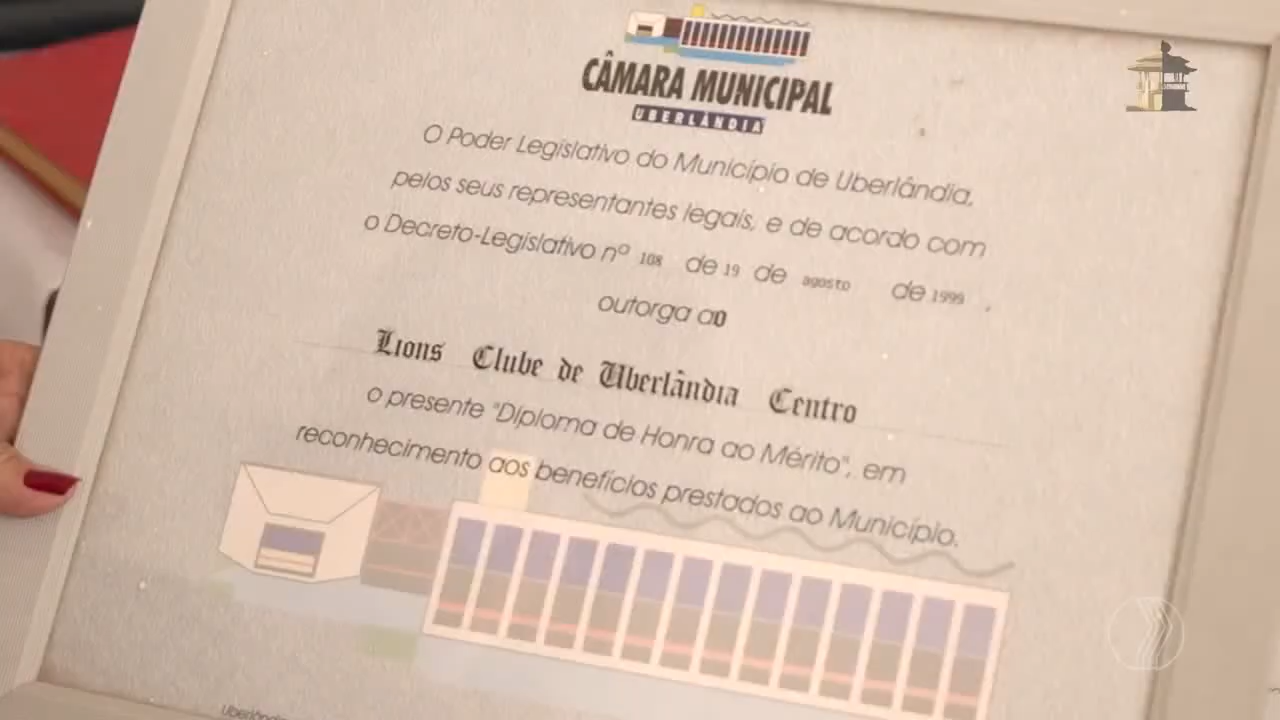 CÂMARA MUNICIPAL
UBERLÂNDIA
O Poder Legislativo do Município de Uberlândia,
pelos seus representantes legais, e de acordo com
o Decreto-Legislativo nº 108 de 19 de agosto de 1999 .
outorga ao
Lions Clube de Uberlândia Centro
o presente "Diploma de Honra ao Mérito", em
reconhecimento aos benefícios prestados ao Município.